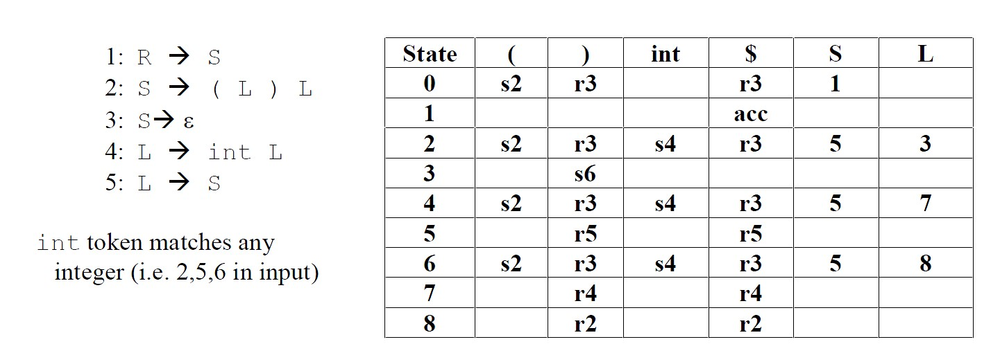 1: R → S
2: S → ( L ) L
3: S→ ε
4: L → int L
5: L → S
int token matches any
integer (i.e. 2,5,6 in input)
State ( ) int $ S L
0 s2 r3 r3 1
1 acc
2 s2 r3 s4 r3 5 3
3 s6
4 s2 r3 s4 r3 5 7
5 r5 r5
6 s2 r3 s4 r3 5 8
7 r4 r4
8 r2 r2